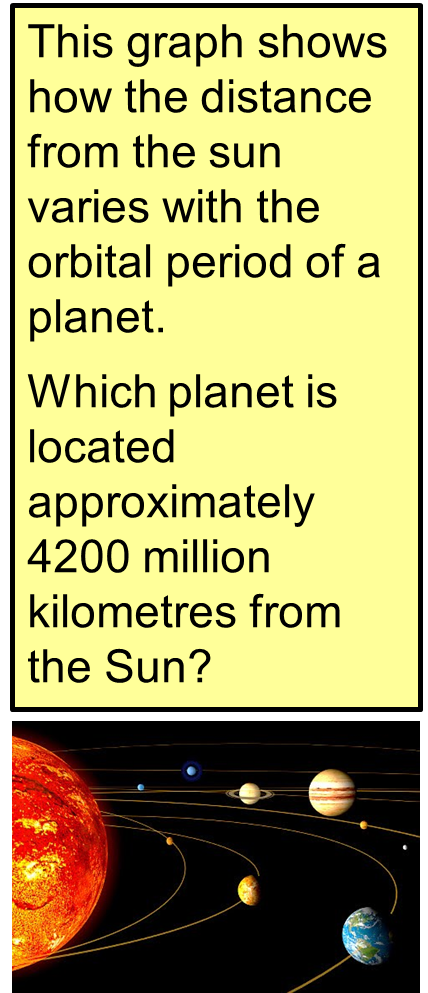 This graph shows
how the distance
from the sun
varies with the
orbital period of a
planet.
Which planet is
located
approximately
4200 million
kilometres from
the Sun?